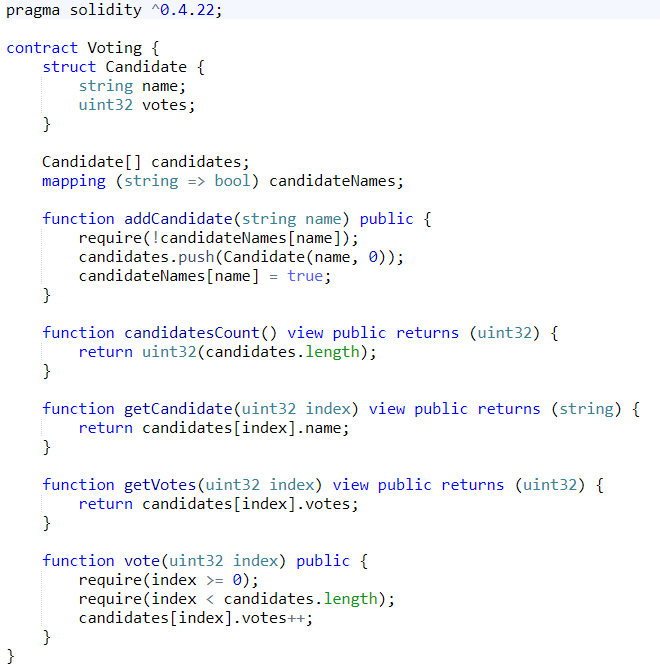 pragma solidity ^0.4.22;

contract Voting {
    struct Candidate {
        string name;
        uint32 votes;
    }

    Candidate[] candidates;
    mapping (string => bool) candidateNames;

    function addCandidate(string name) public {
        require(!candidateNames[name]);
        candidates.push(Candidate(name, 0));
        candidateNames[name] = true;
    }

    function candidatesCount() view public returns (uint32) {
        return uint32(candidates.length);
    }

    function getCandidate(uint32 index) view public returns (string) {
        return candidates[index].name;
    }

    function getVotes(uint32 index) view public returns (uint32) {
        return candidates[index].votes;
    }

    function vote(uint32 index) public {
        require(index >= 0);
        require(index < candidates.length);
        candidates[index].votes++;
    }
}